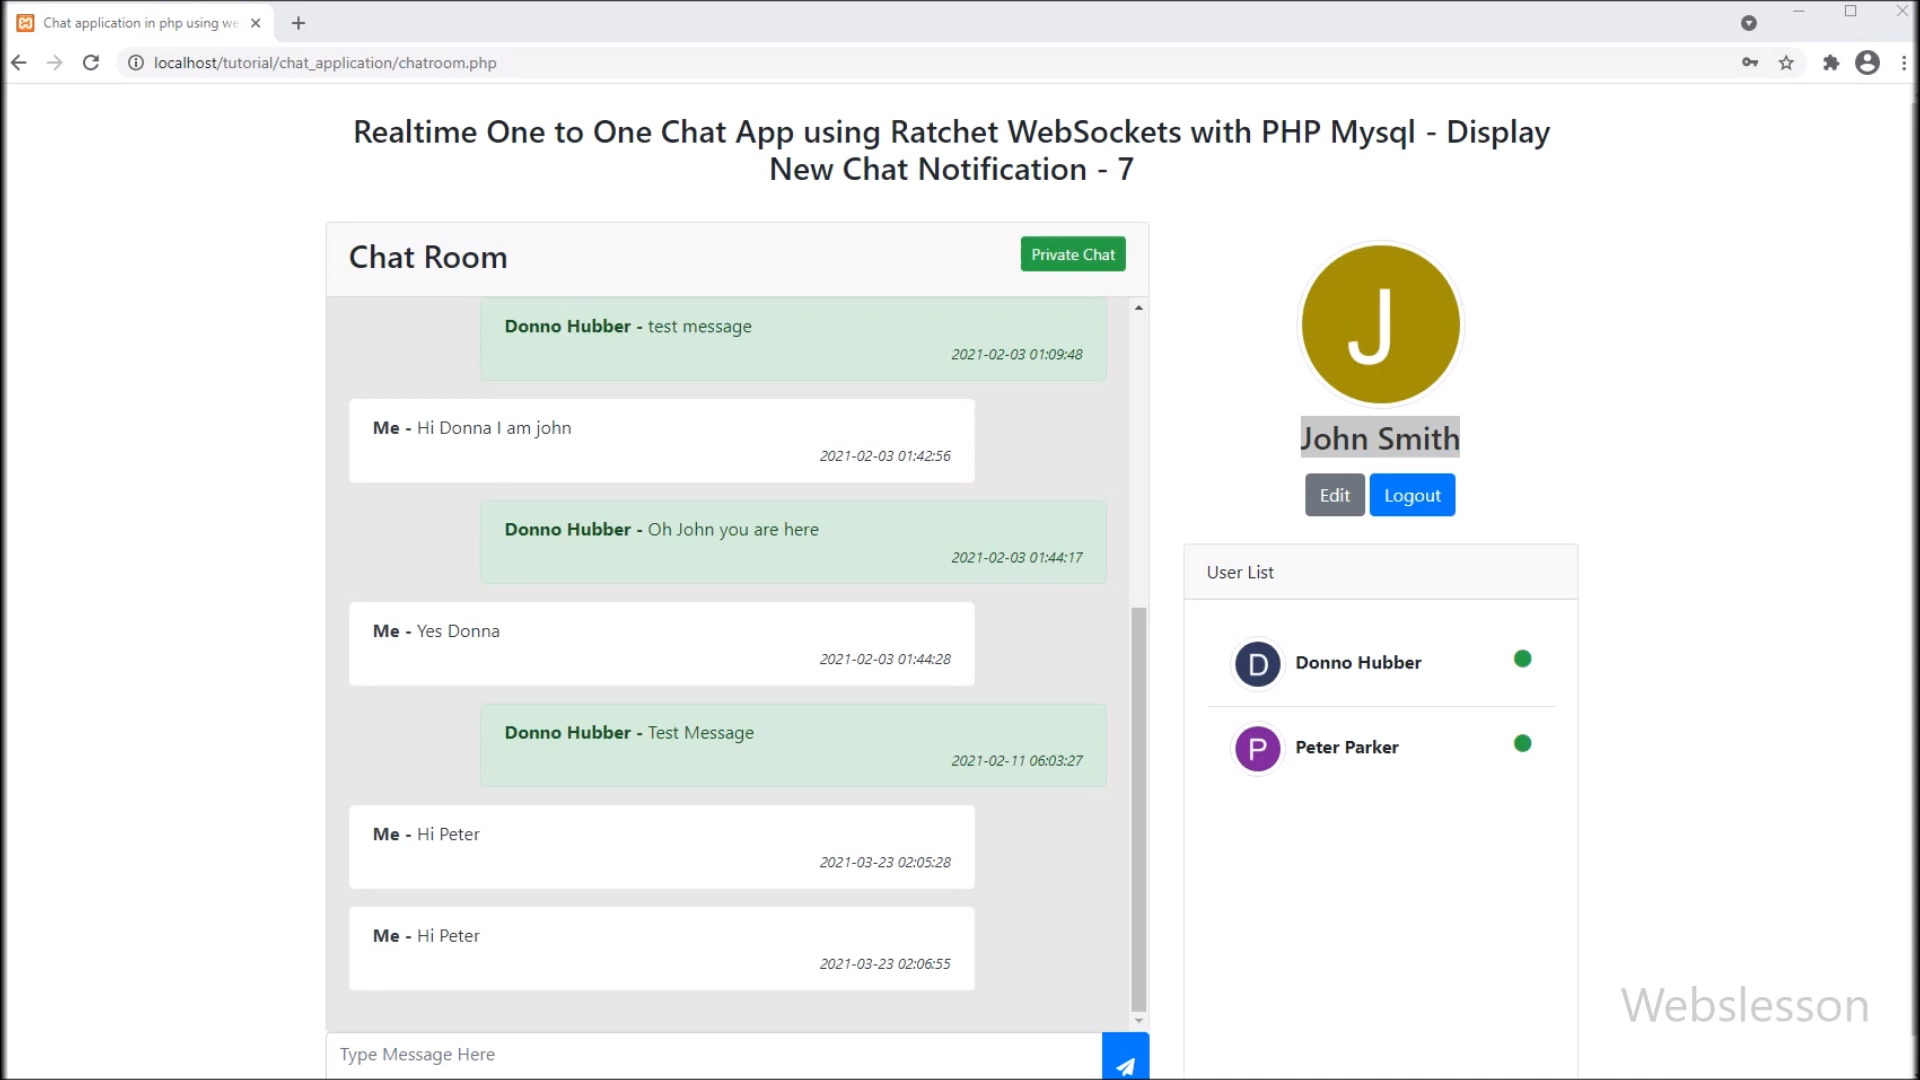 Chat application in php using we
localhost/tutorial/chat_application/chatroom.php
Realtime One to One Chat App using Ratchet WebSockets with PHP Mysql - Display
New Chat Notification - 7
Chat Room
Private Chat
Donno Hubber - test message
2021-02-03 01:09:48
Me - Hi Donna I am john
2021-02-03 01:42:56
Donno Hubber - Oh John you are here
2021-02-03 01:44:17
Me - Yes Donna
2021-02-03 01:44:28
Donno Hubber - Test Message
2021-02-11 06:03:27
Me - Hi Peter
2021-03-23 02:05:28
Me - Hi Peter
2021-03-23 02:06:55
Type Message Here
J
John Smith
Edit
Logout
User List
D
Donno Hubber
P
Peter Parker
Webslesson